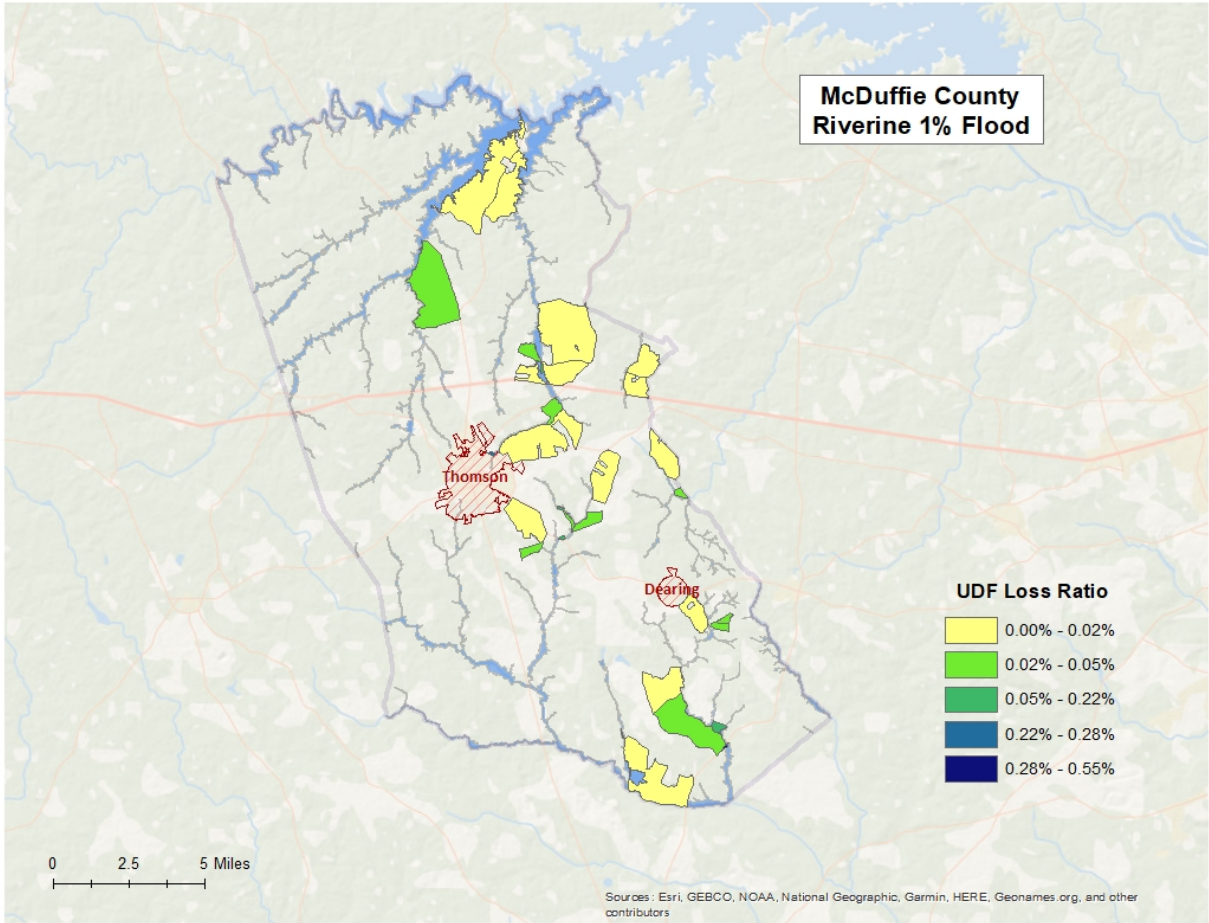 McDuffie County
Riverine 1% Flood
Thomson
Dearing
UDF Loss Ratio
0.00% - 0.02%
0.02% - 0.05%
0.05% - 0.22%
0.22% - 0.28%
0.28% - 0.55%
0 2.5 5 Miles
Sources: Esri, GEBCO, NOAA, National Geographic, Garmin, HERE, Geonames.org, and other
contributors